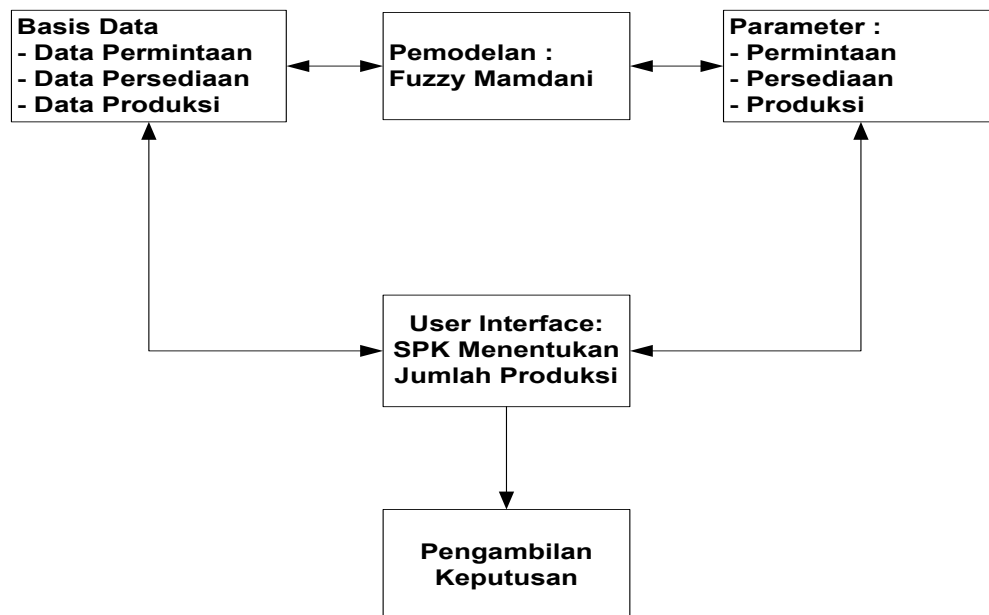 Basis Data
- Data Permintaan
- Data Persediaan
- Data Produksi
Pemodelan :
Fuzzy Mamdani
Parameter :
- Permintaan
- Persediaan
- Produksi
User Interface:
SPK Menentukan
Jumlah Produksi
Pengambilan
Keputusan